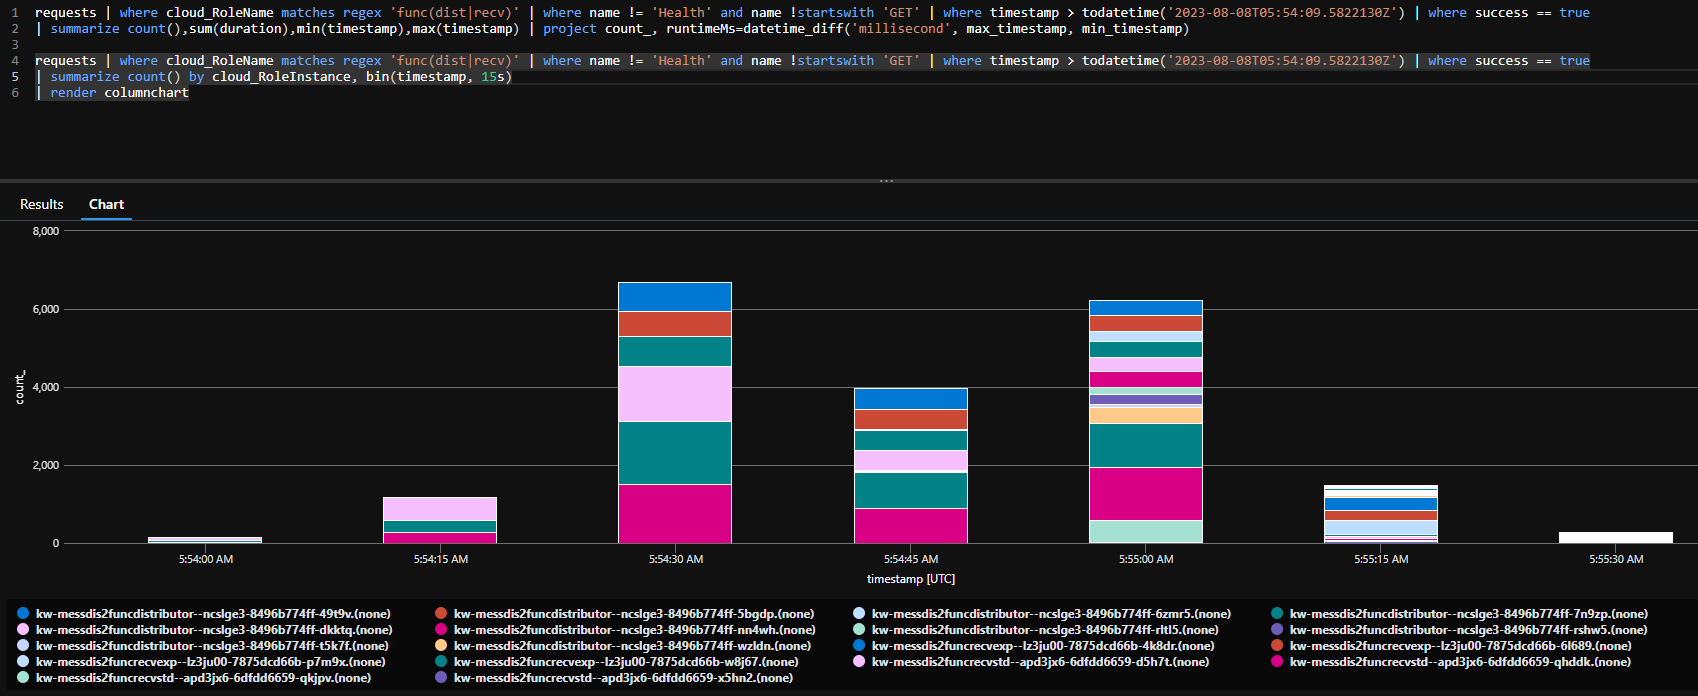 1 requests | where cloud_RoleName matches regex 'func(dist|recv)' | where name != 'Health' and name !startswith 'GET' | where timestamp > todatetime('2023-08-08T05:54:09.5822130Z') | where success == true
2 | summarize count(),sum(duration),min(timestamp),max(timestamp) | project count_, runtimeMs=datetime_diff('millisecond', max_timestamp, min_timestamp)
3
4 requests | where cloud_RoleName matches regex 'func(dist|recv)' | where name != 'Health' and name !startswith 'GET' | where timestamp > todatetime('2023-08-08T05:54:09.5822130Z') | where success == true
5 | summarize count() by cloud_RoleInstance, bin(timestamp, 15s)
6 | render columnchart
Results Chart
8,000
6,000
4,000
2,000
0
count_
5:54:00 AM 5:54:15 AM 5:54:30 AM 5:54:45 AM 5:55:00 AM 5:55:15 AM 5:55:30 AM
timestamp [UTC]
kw-messdis2funcdistributor--ncslge3-8496b774ff-49t9v.(none) kw-messdis2funcdistributor--ncslge3-8496b774ff-5bgdp.(none) kw-messdis2funcdistributor--ncslge3-8496b774ff-6zmr5.(none) kw-messdis2funcdistributor--ncslge3-8496b774ff-7n9zp.(none)
kw-messdis2funcdistributor--ncslge3-8496b774ff-dkktq.(none) kw-messdis2funcdistributor--ncslge3-8496b774ff-nn4wh.(none) kw-messdis2funcdistributor--ncslge3-8496b774ff-rltl5.(none) kw-messdis2funcdistributor--ncslge3-8496b774ff-rshw5.(none)
kw-messdis2funcdistributor--ncslge3-8496b774ff-t5k7f.(none) kw-messdis2funcdistributor--ncslge3-8496b774ff-wzldn.(none) kw-messdis2funcrecvexp--lz3ju00-7875dcd66b-4k8dr.(none) kw-messdis2funcrecvexp--lz3ju00-7875dcd66b-6l689.(none)
kw-messdis2funcrecvexp--lz3ju00-7875dcd66b-p7m9x.(none) kw-messdis2funcrecvexp--lz3ju00-7875dcd66b-w8j67.(none) kw-messdis2funcrecvstd--apd3jx6-6dfdd6659-d5h7t.(none) kw-messdis2funcrecvstd--apd3jx6-6dfdd6659-qhddk.(none)
kw-messdis2funcrecvstd--apd3jx6-6dfdd6659-qkjpv.(none) kw-messdis2funcrecvstd--apd3jx6-6dfdd6659-x5hn2.(none)